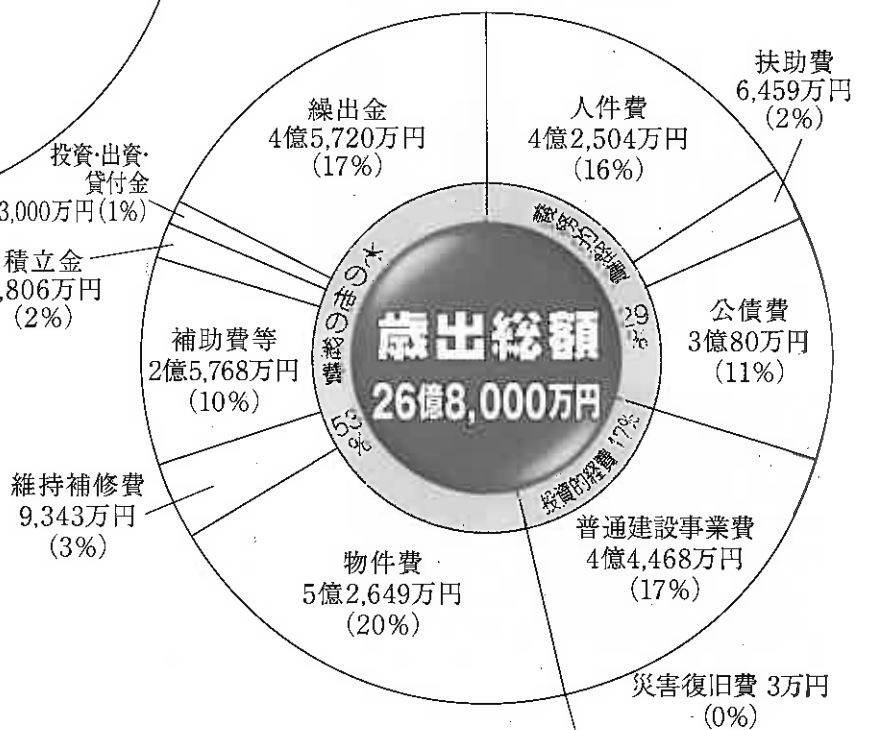 繰出金
4億5,720万円
(17%)
人件費
4億2,504万円
(16%)
扶助費
6,459万円
(2%)
公債費
3億80万円
(11%)
普通建設事業費
4億4,468万円
(17%)
災害復旧費 3万円
(0%)
物件費
5億2,649万円
(20%)
維持補修費
9,343万円
(3%)
補助費等
2億5,768万円
(10%)
積立金
,806万円
(2%)
投資・出資・
貸付金
3,000万円(1%)
義務的経費 29%
投資的経費 17%
その他の経費 53%
歳出総額
26億8,000万円